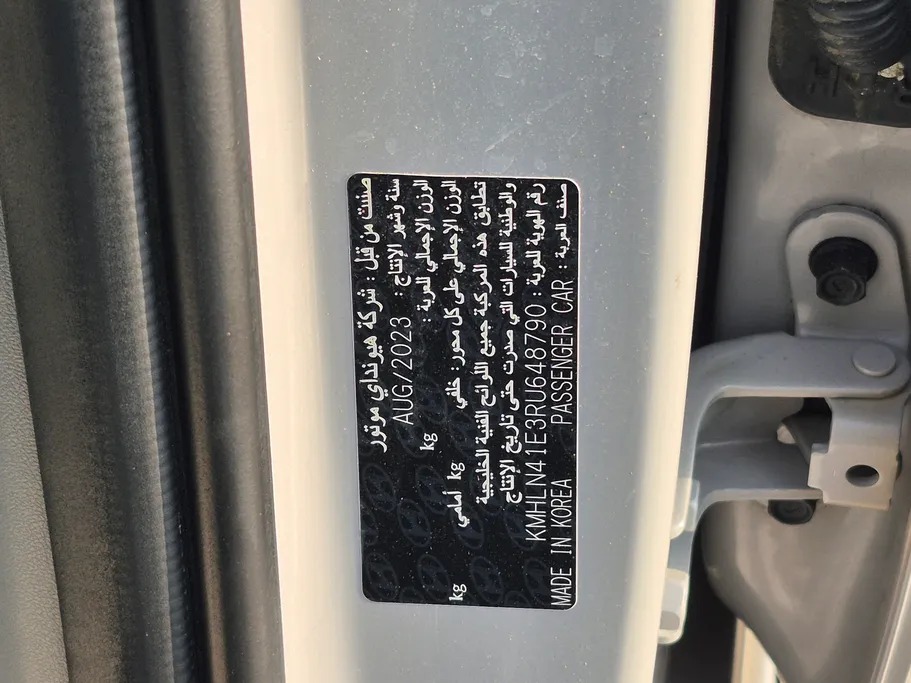 صنعت من قبل : شركة هيونداي موتور
سنة وشهر الإنتاج : AUG/2023
الوزن الإجمالي للعربة : kg
الوزن الإجمالي على كل محور: خلفي kg أمامي kg
تطابق هذه المركبة جميع اللوائح الفنية الخليجية
والوطنية للسيارات التي صدرت حتى تاريخ الإنتاج
رقم الهوية للعربة : KMHLN41E3RU648790
صنف العربة : PASSENGER CAR MADE IN KOREA